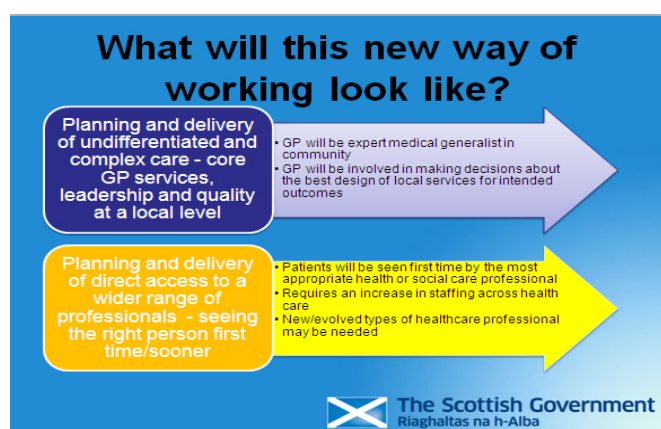 What will this new way of
working look like?
Planning and delivery
of undifferentiated and
complex care - core
GP services,
leadership and quality
at a local level
• GP will be expert medical generalist in
community
• GP will be involved in making decisions about
the best design of local services for intended
outcomes
Planning and delivery
of direct access to a
wider range of
professionals - seeing
the right person first
time/sooner
• Patients will be seen first time by the most
appropriate health or social care professional
• Requires an increase in staffing across health
care
• New/evolved types of healthcare professional
may be needed
The Scottish Government
Riaghaltas na h-Alba